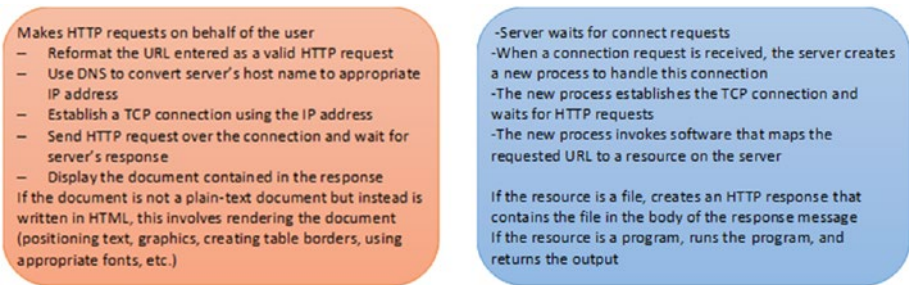 Makes HTTP requests on behalf of the user
– Reformat the URL entered as a valid HTTP request
– Use DNS to convert server's host name to appropriate
IP address
– Establish a TCP connection using the IP address
– Send HTTP request over the connection and wait for
server's response
– Display the document contained in the response
If the document is not a plain-text document but instead is
written in HTML, this involves rendering the document
(positioning text, graphics, creating table borders, using
appropriate fonts, etc.)
-Server waits for connect requests
-When a connection request is received, the server creates
a new process to handle this connection
-The new process establishes the TCP connection and
waits for HTTP requests
-The new process invokes software that maps the
requested URL to a resource on the server
If the resource is a file, creates an HTTP response that
contains the file in the body of the response message
If the resource is a program, runs the program, and
returns the output